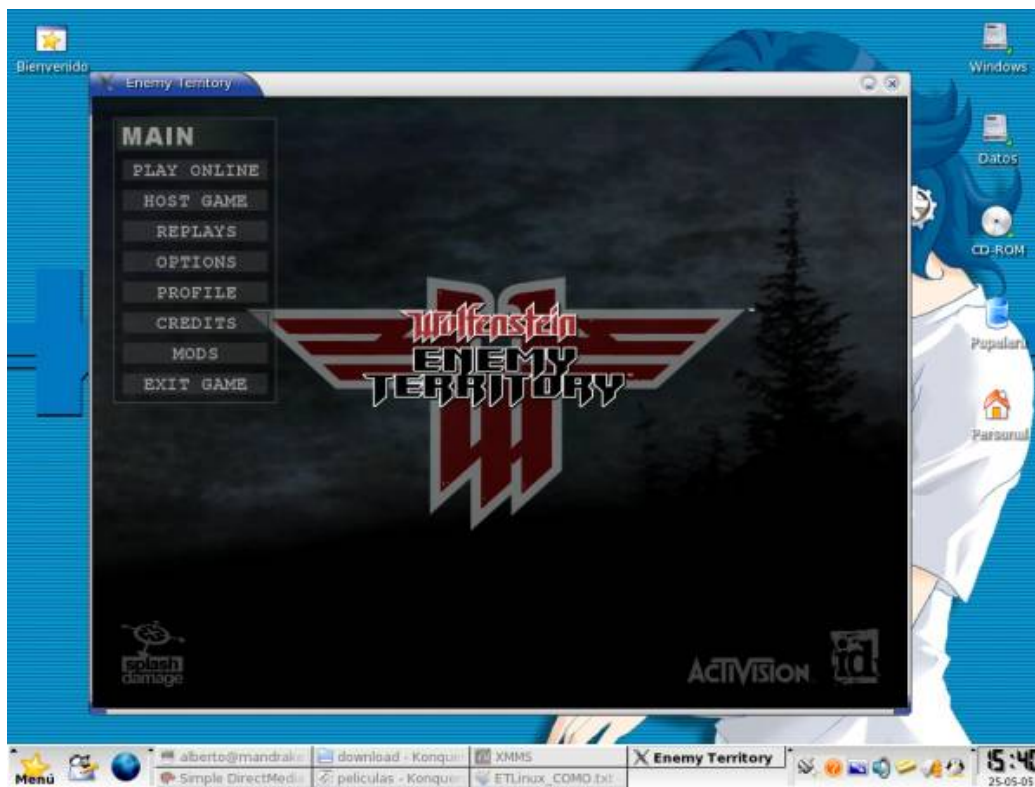 Bienvenido
Windows
Datos
CD-ROM
Personal
Enemy Territory
MAIN
PLAY ONLINE
HOST GAME
REPLAYS
OPTIONS
PROFILE
CREDITS
MODS
EXIT GAME
Wolfenstein
ENEMY
TERRITORY
splash
damage
ACTIVISION
id
Menú
alberto@mandrake
download - Konquer
XMMS
Enemy Territory
Simple DirectMedia
peliculas - Konquer
ETLinux_COMO.txt
15:40
25-05-05